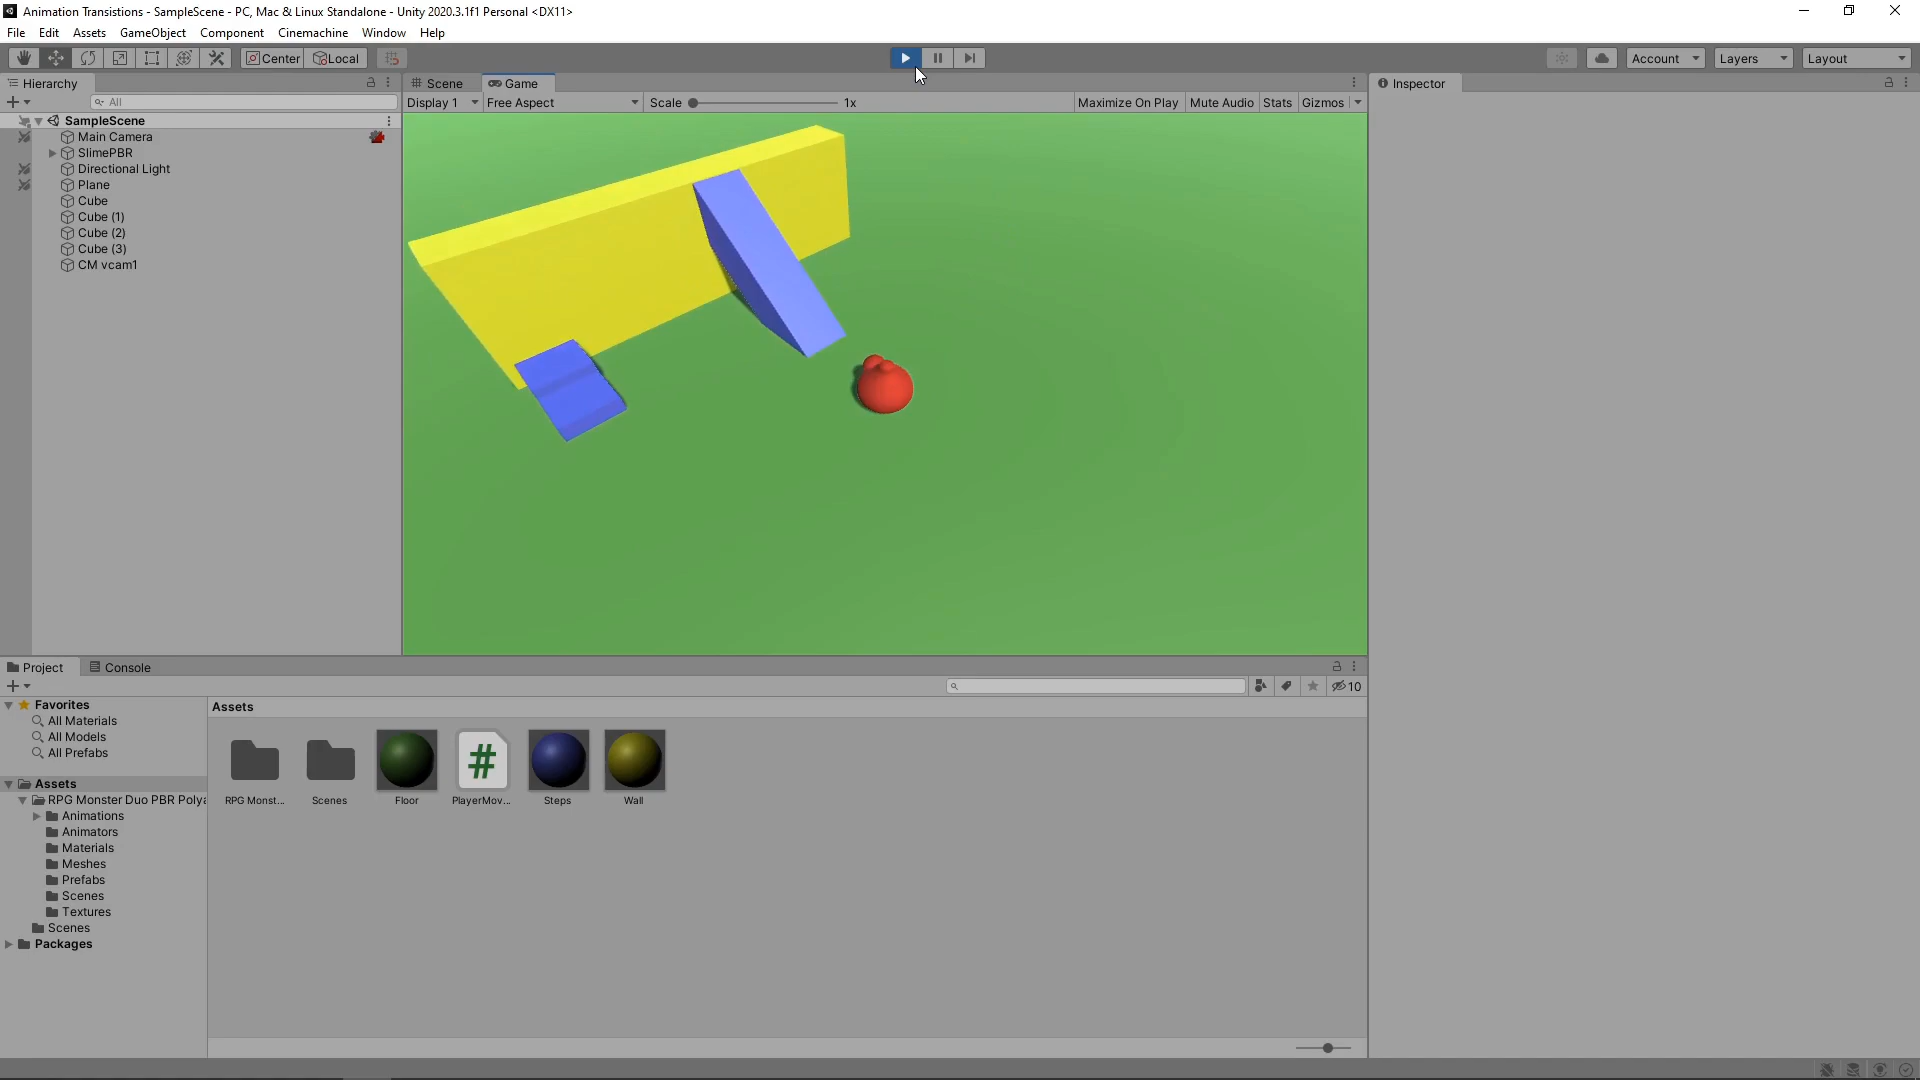 Animation Transistions - SampleScene - PC, Mac & Linux Standalone - Unity 2020.3.1f1 Personal <DX11>
File Edit Assets GameObject Component Cinemachine Window Help
Center Local Account Layers Layout
Hierarchy
All
SampleScene
Main Camera
SlimePBR
Directional Light
Plane
Cube
Cube (1)
Cube (2)
Cube (3)
CM vcam1
Scene Game
Display 1 Free Aspect Scale 1x Maximize On Play Mute Audio Stats Gizmos
Inspector
Project Console
10
Favorites
All Materials
All Models
All Prefabs
Assets
RPG Monster Duo PBR Polya
Animations
Animators
Materials
Meshes
Prefabs
Scenes
Textures
Scenes
Packages
Assets
RPG Monst... Scenes Floor # PlayerMov... Steps Wall